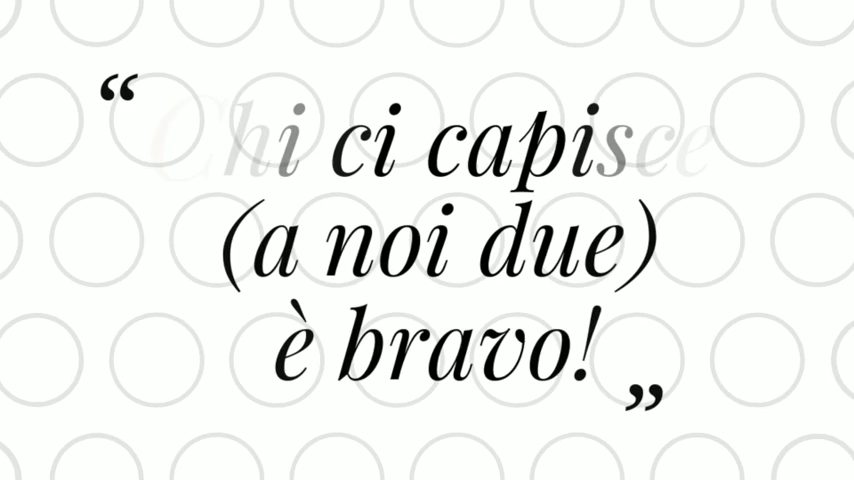 “Chi ci capisce
(a noi due)
è bravo!”